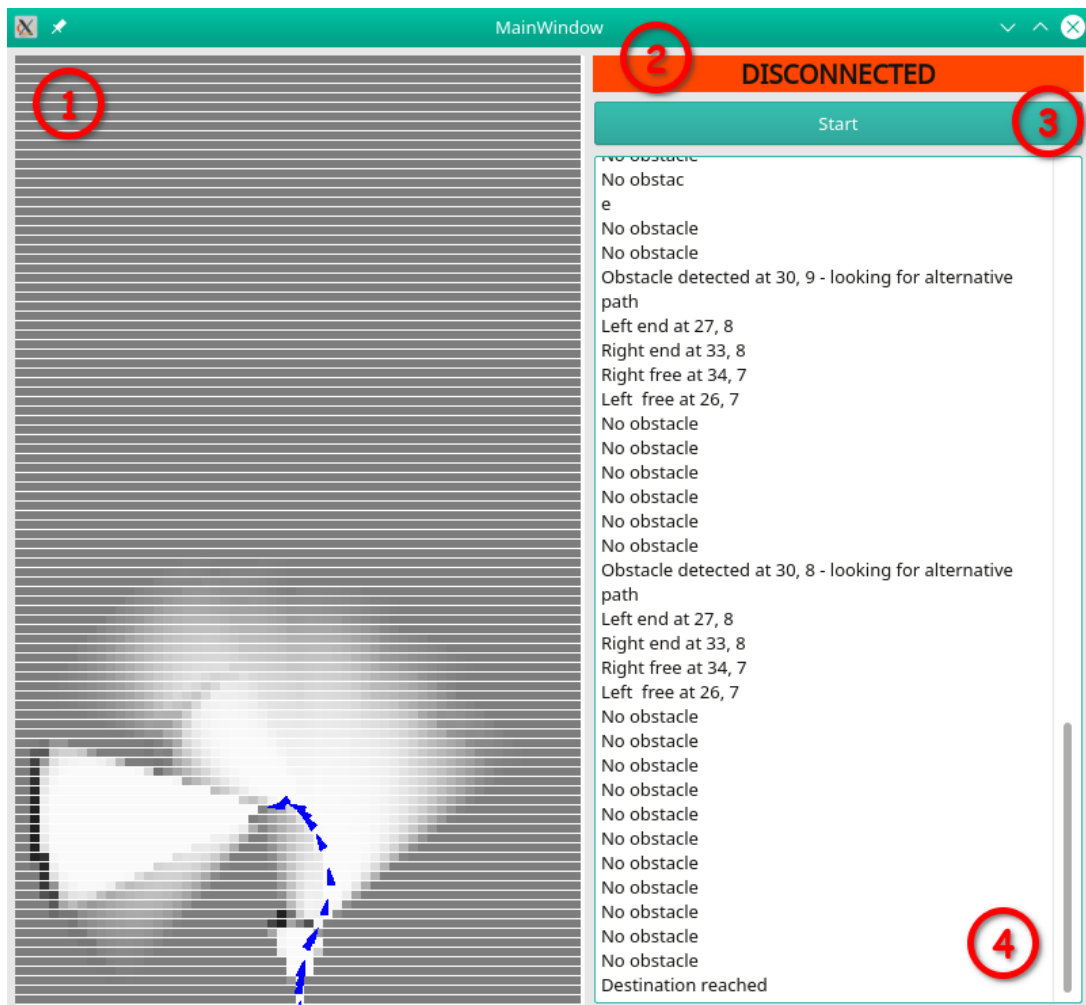 MainWindow
1
2
DISCONNECTED
Start
3
No obstacle
No obstac
e
No obstacle
No obstacle
Obstacle detected at 30, 9 - looking for alternative
path
Left end at 27, 8
Right end at 33, 8
Right free at 34, 7
Left  free at 26, 7
No obstacle
No obstacle
No obstacle
No obstacle
No obstacle
No obstacle
Obstacle detected at 30, 8 - looking for alternative
path
Left end at 27, 8
Right end at 33, 8
Right free at 34, 7
Left  free at 26, 7
No obstacle
No obstacle
No obstacle
No obstacle
No obstacle
No obstacle
No obstacle
No obstacle
No obstacle
No obstacle
No obstacle
4
Destination reached